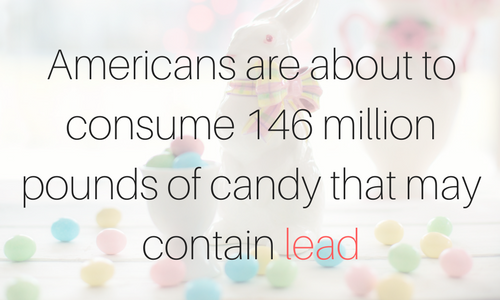 Americans are about to
consume 146 million
pounds of candy that may
contain lead